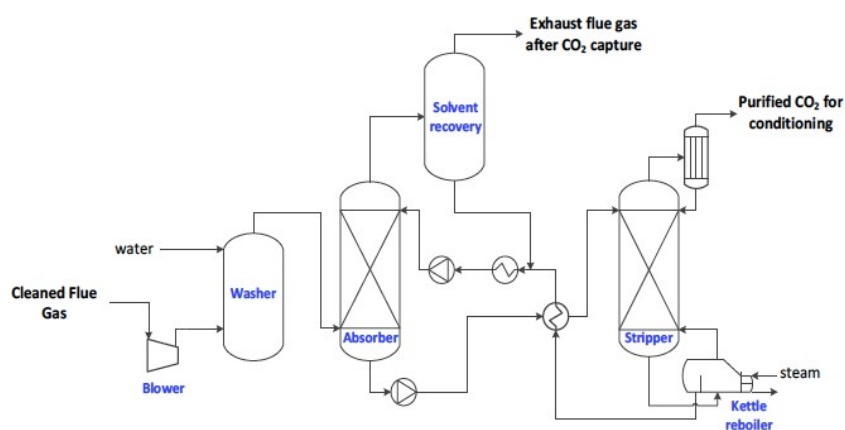 Exhaust flue gas
after CO₂ capture
Solvent
recovery
Purified CO₂ for
conditioning
water
Washer
Cleaned Flue
Gas
Absorber
Stripper
Blower
steam
Kettle
reboiler